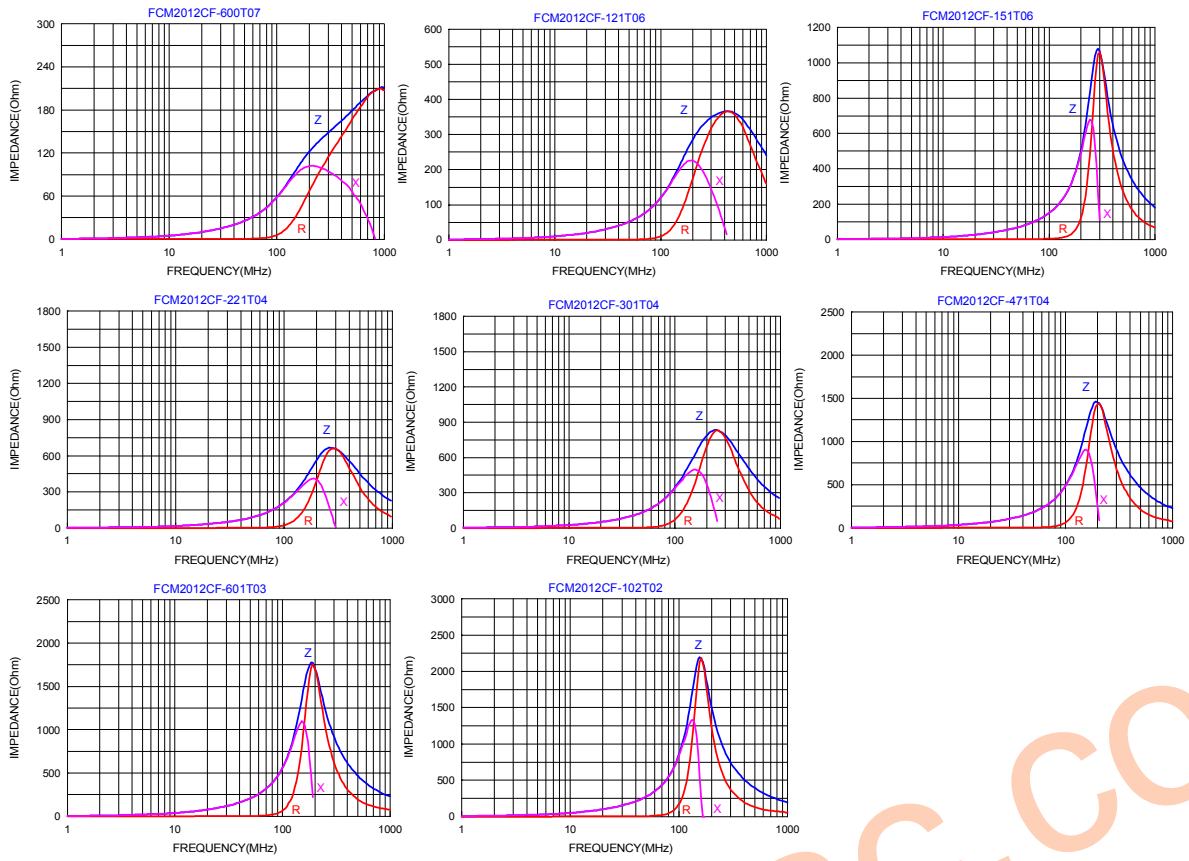 FCM2012CF-600T07
300
240
180
120
60
0
IMPEDANCE(Ohm)
Z
X
R
1
10
100
1000
FREQUENCY(MHz)
FCM2012CF-121T06
600
500
400
300
200
100
0
IMPEDANCE(Ohm)
Z
X
R
1
10
100
1000
FREQUENCY(MHz)
FCM2012CF-151T06
1200
1000
800
600
400
200
0
IMPEDANCE(Ohm)
Z
R
X
1
10
100
1000
FREQUENCY(MHz)
FCM2012CF-221T04
1800
1500
1200
900
600
300
0
IMPEDANCE(Ohm)
Z
X
R
1
10
100
1000
FREQUENCY(MHz)
FCM2012CF-301T04
1800
1500
1200
900
600
300
0
IMPEDANCE(Ohm)
Z
X
R
1
10
100
1000
FREQUENCY(MHz)
FCM2012CF-471T04
2500
2000
1500
1000
500
0
IMPEDANCE(Ohm)
Z
X
R
1
10
100
1000
FREQUENCY(MHz)
FCM2012CF-601T03
2500
2000
1500
1000
500
0
IMPEDANCE(Ohm)
Z
X
R
1
10
100
1000
FREQUENCY(MHz)
FCM2012CF-102T02
3000
2500
2000
1500
1000
500
0
IMPEDANCE(Ohm)
Z
R
X
1
10
100
1000
FREQUENCY(MHz)